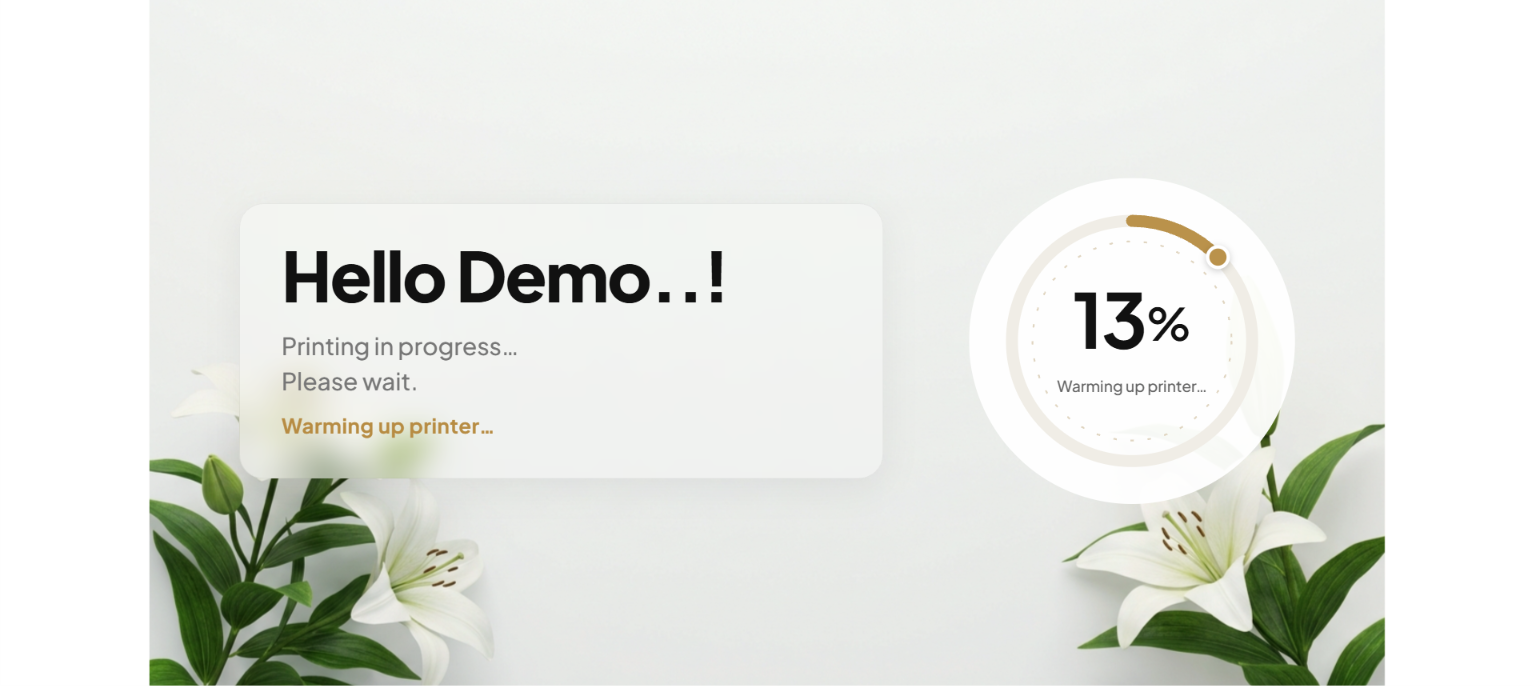 Hello Demo..!
Printing in progress...
Please wait.
Warming up printer...
13%
Warming up printer...